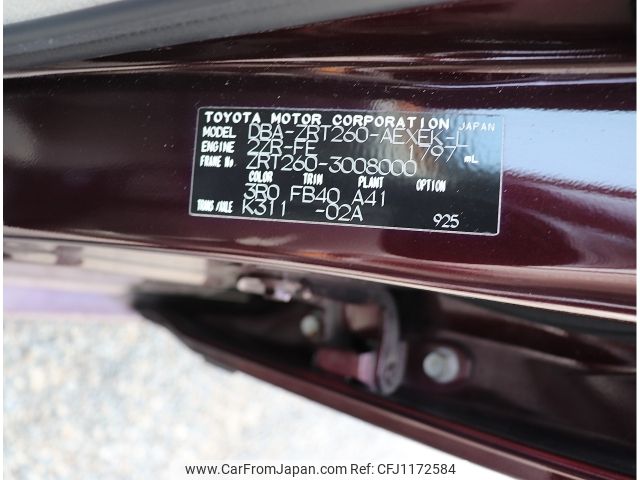 TOYOTA MOTOR CORPORATION JAPAN
MODEL DBA-ZRT260-AEXEK-L
ENGINE 2ZR-FE 1797 mL
FRAME No. ZRT260-3008000
COLOR TRIM PLANT OPTION
3R0 FB40 A41
TRANS/AXLE K311 -02A 925
www.CarFromJapan.com CFJ1172584